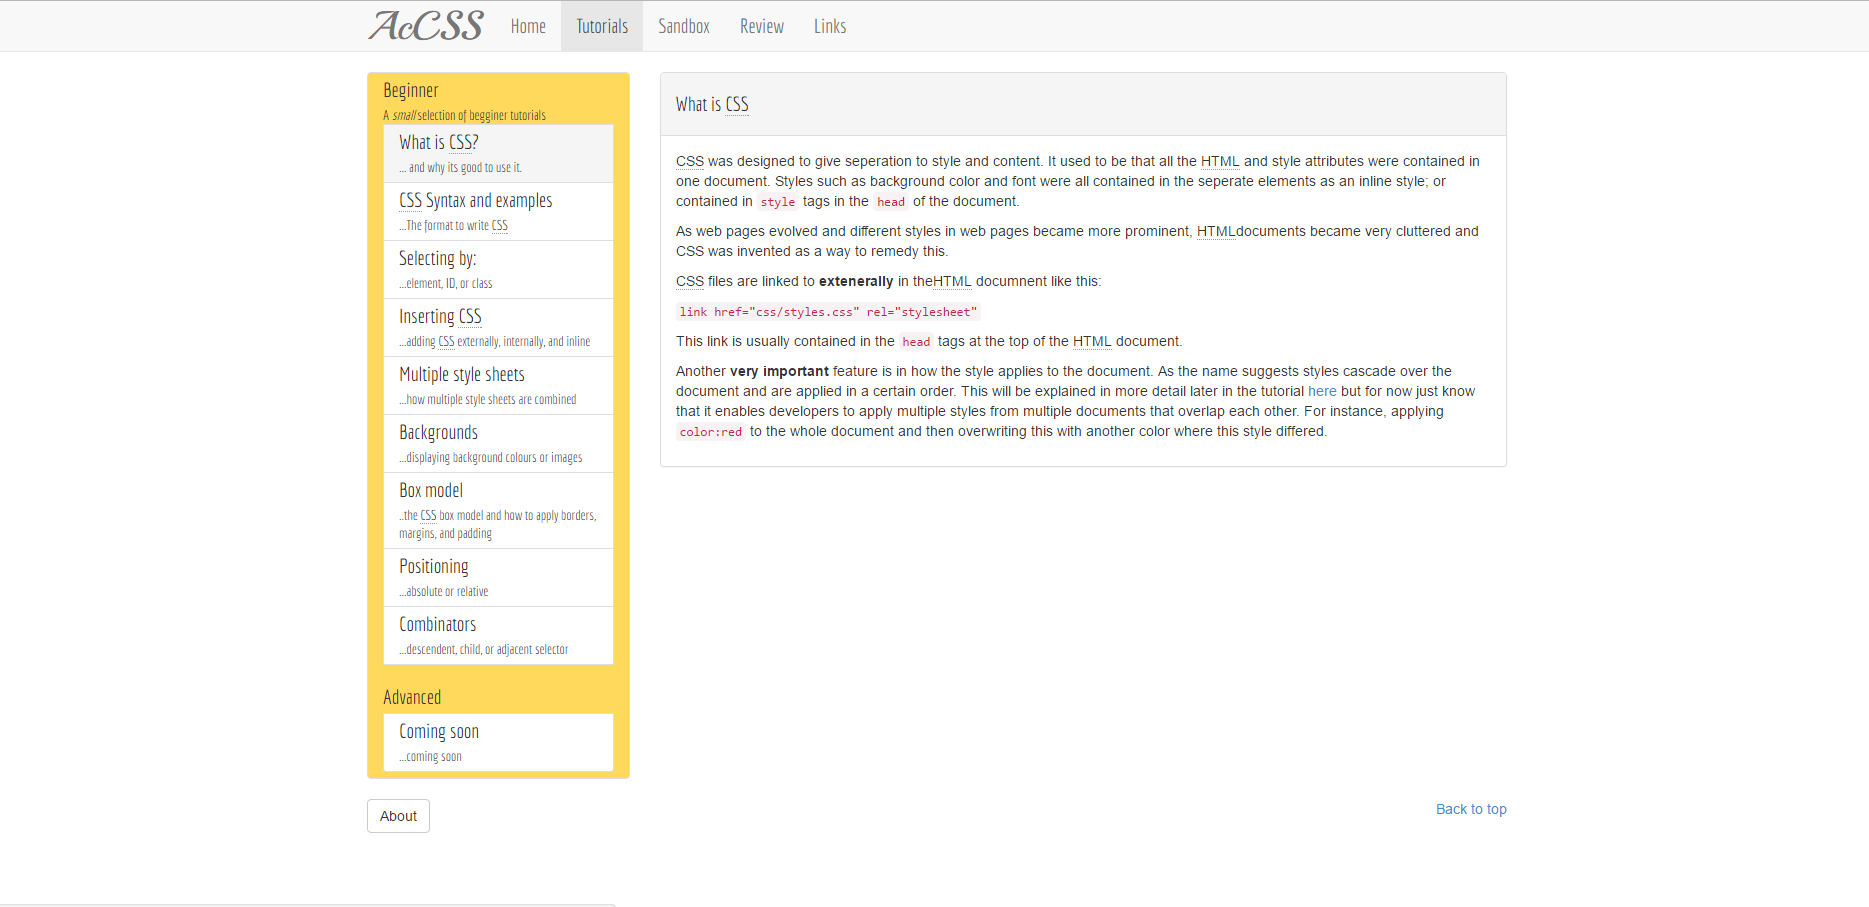 AcCSS Home Tutorials Sandbox Review Links
Beginner
A small selection of begginer tutorials
What is CSS?
... and why its good to use it.
CSS Syntax and examples
...The format to write CSS
Selecting by:
...element, ID, or class
Inserting CSS
...adding CSS externally, internally, and inline
Multiple style sheets
...how multiple style sheets are combined
Backgrounds
...displaying background colours or images
Box model
..the CSS box model and how to apply borders,
margins, and padding
Positioning
...absolute or relative
Combinators
...descendent, child, or adjacent selector
Advanced
Coming soon
...coming soon
What is CSS
CSS was designed to give seperation to style and content. It used to be that all the HTML and style attributes were contained in
one document. Styles such as background color and font were all contained in the seperate elements as an inline style; or
contained in style tags in the head of the document.
As web pages evolved and different styles in web pages became more prominent, HTMLdocuments became very cluttered and
CSS was invented as a way to remedy this.
CSS files are linked to extenerally in theHTML documnent like this:
link href="css/styles.css" rel="stylesheet"
This link is usually contained in the head tags at the top of the HTML document.
Another very important feature is in how the style applies to the document. As the name suggests styles cascade over the
document and are applied in a certain order. This will be explained in more detail later in the tutorial here but for now just know
that it enables developers to apply multiple styles from multiple documents that overlap each other. For instance, applying
color:red to the whole document and then overwriting this with another color where this style differed.
About
Back to top